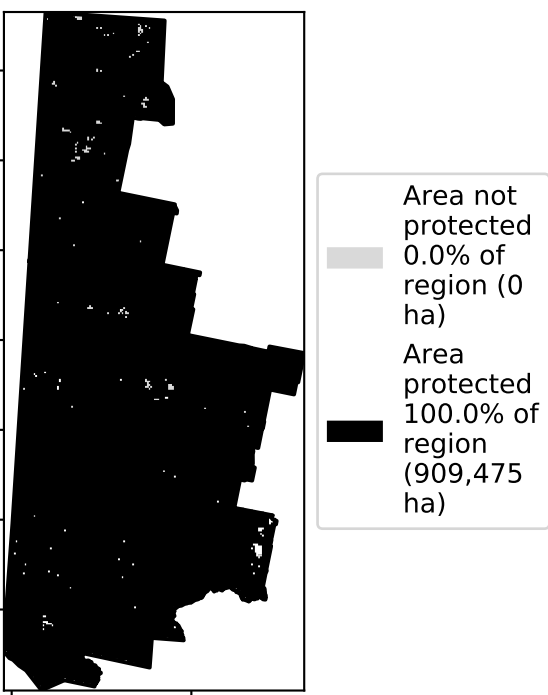 Area not
protected
0.0% of
region (0
ha)
Area
protected
100.0% of
region
(909,475
ha)